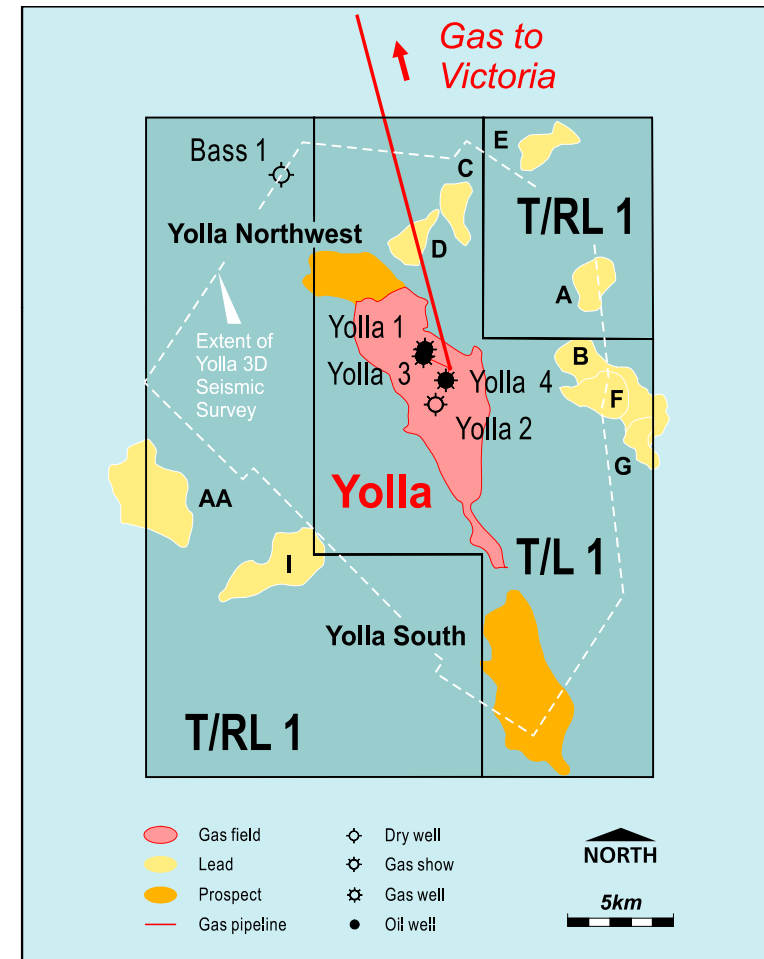 Gas to
Victoria
E
Bass 1
C
T/RL 1
Yolla Northwest
D
A
Yolla 1
Extent of
Yolla 3D
Seismic
Survey
B
Yolla 3
Yolla 4
F
Yolla 2
G
AA
Yolla
T/L 1
I
Yolla South
T/RL 1
Gas field
Lead
Prospect
Gas pipeline
Dry well
Gas show
Gas well
Oil well
NORTH
5km